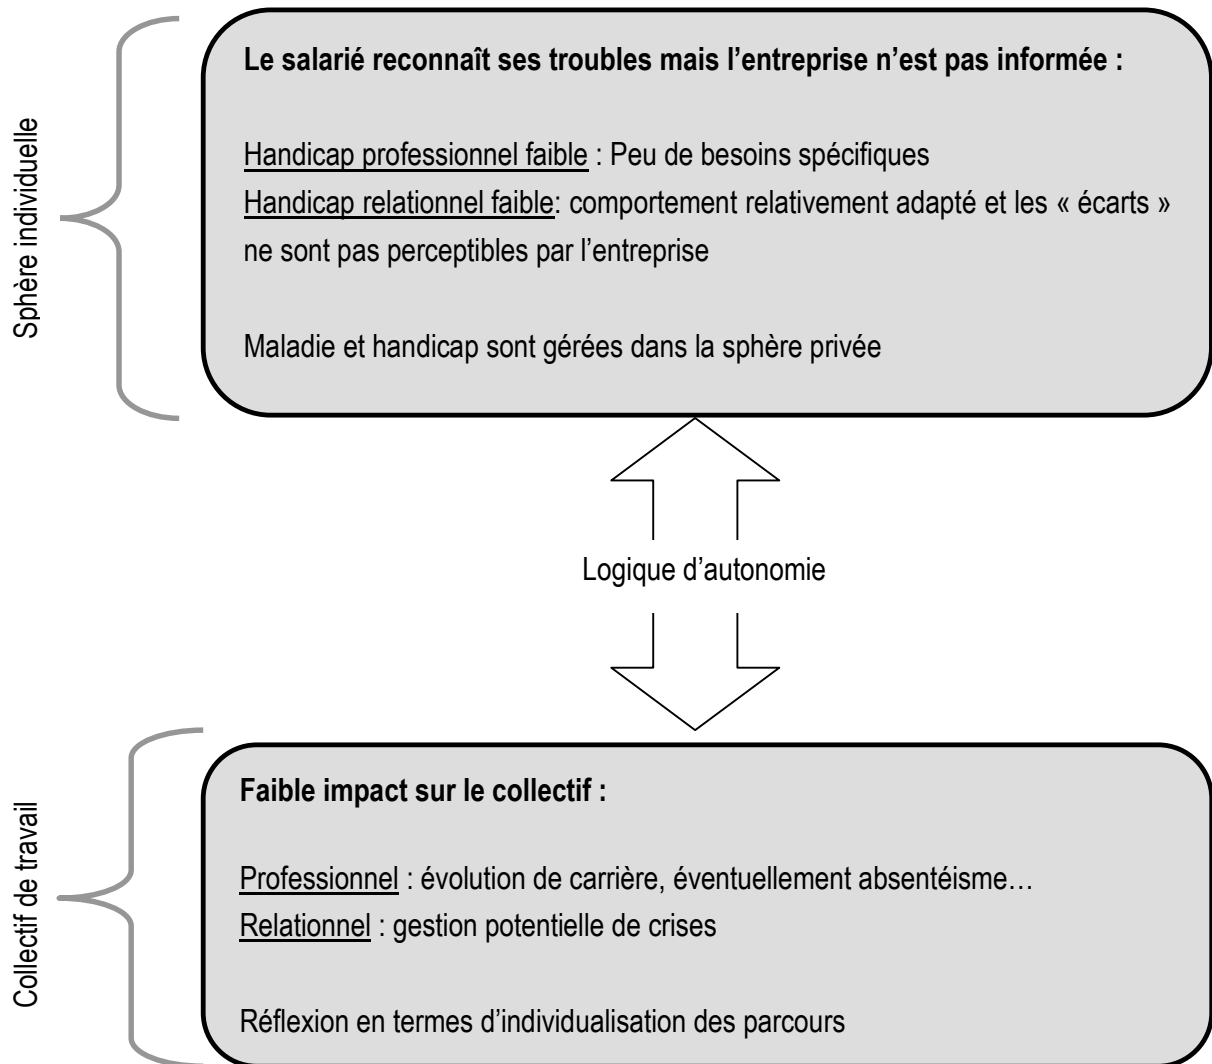 Sphère individuelle
Le salarié reconnaît ses troubles mais l’entreprise n’est pas informée :
Handicap professionnel faible : Peu de besoins spécifiques
Handicap relationnel faible: comportement relativement adapté et les « écarts »
ne sont pas perceptibles par l’entreprise
Maladie et handicap sont gérées dans la sphère privée
Logique d’autonomie
Collectif de travail
Faible impact sur le collectif :
Professionnel : évolution de carrière, éventuellement absentéisme…
Relationnel : gestion potentielle de crises
Réflexion en termes d’individualisation des parcours